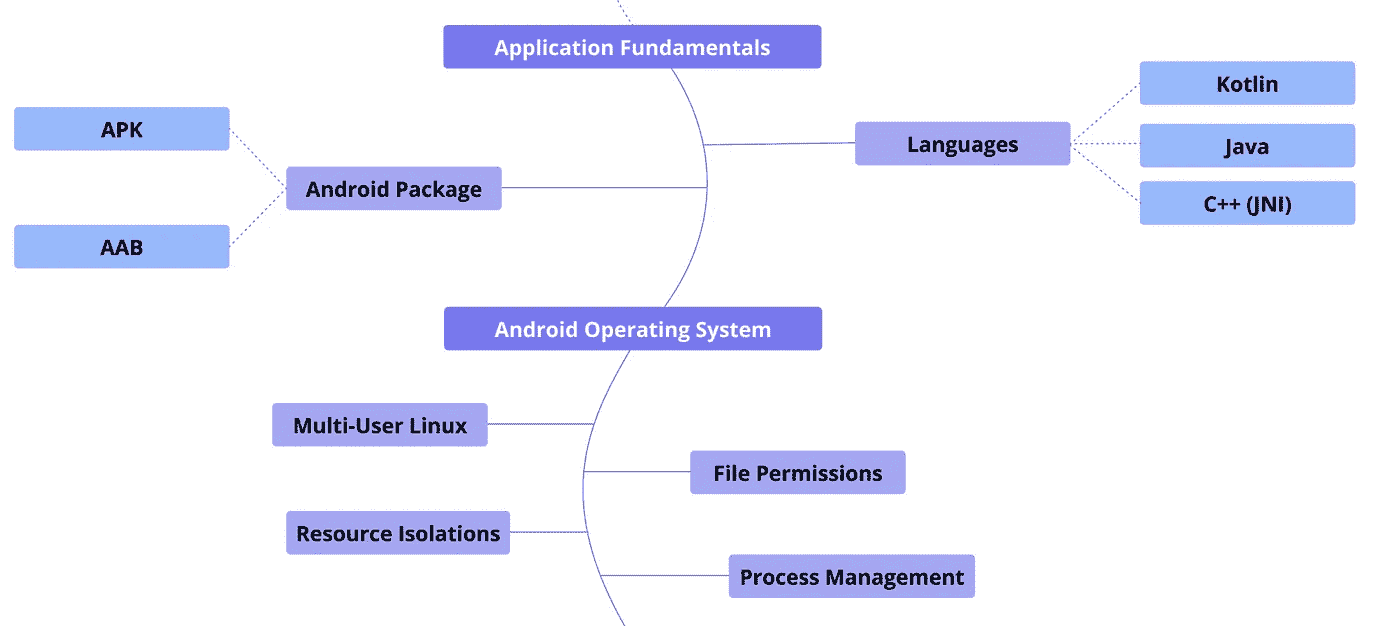 Application Fundamentals
Kotlin
APK
Languages
Java
Android Package
C++ (JNI)
AAB
Android Operating System
Multi-User Linux
File Permissions
Resource Isolations
Process Management